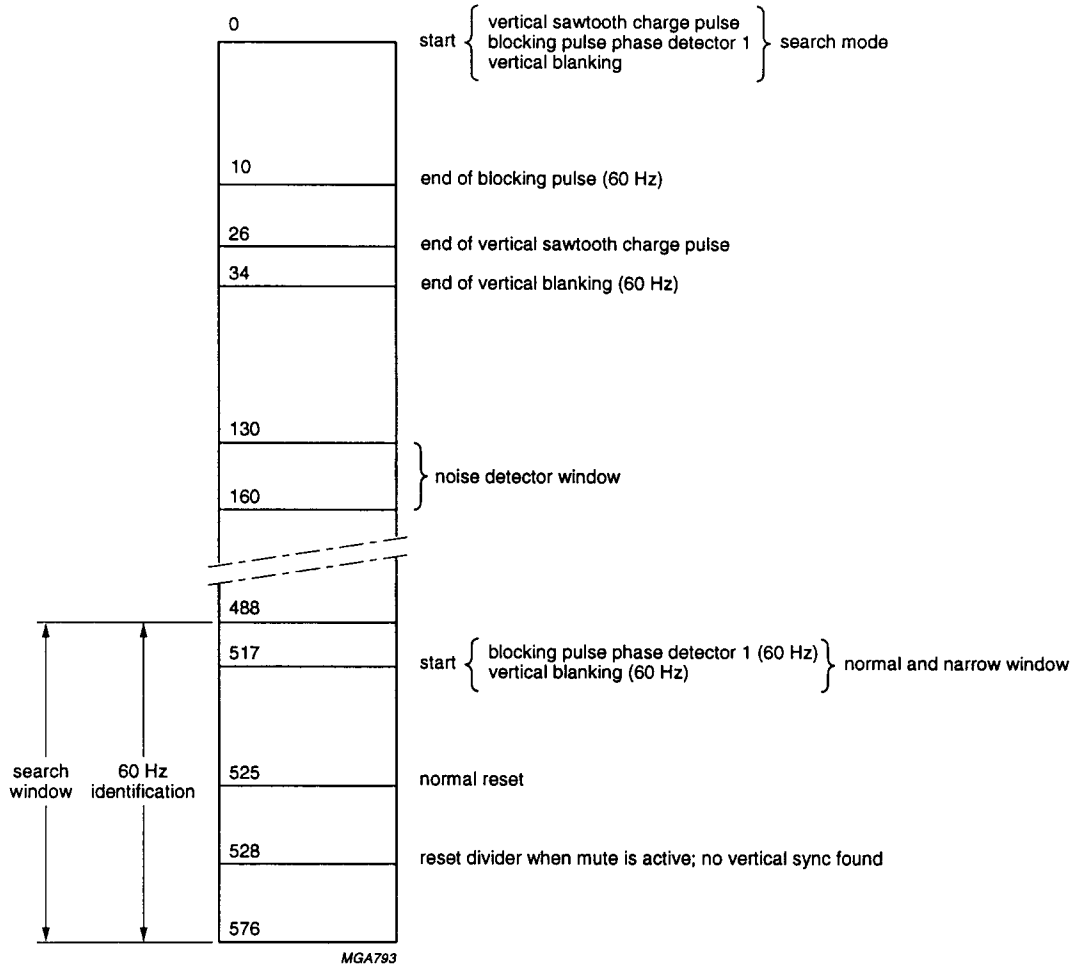 0
start { vertical sawtooth charge pulse
blocking pulse phase detector 1
vertical blanking } search mode
10
end of blocking pulse (60 Hz)
26
end of vertical sawtooth charge pulse
34
end of vertical blanking (60 Hz)
130
noise detector window
160
488
517
start { blocking pulse phase detector 1 (60 Hz)
vertical blanking (60 Hz) } normal and narrow window
search
window
60 Hz
identification
525
normal reset
528
reset divider when mute is active; no vertical sync found
576
MGA793